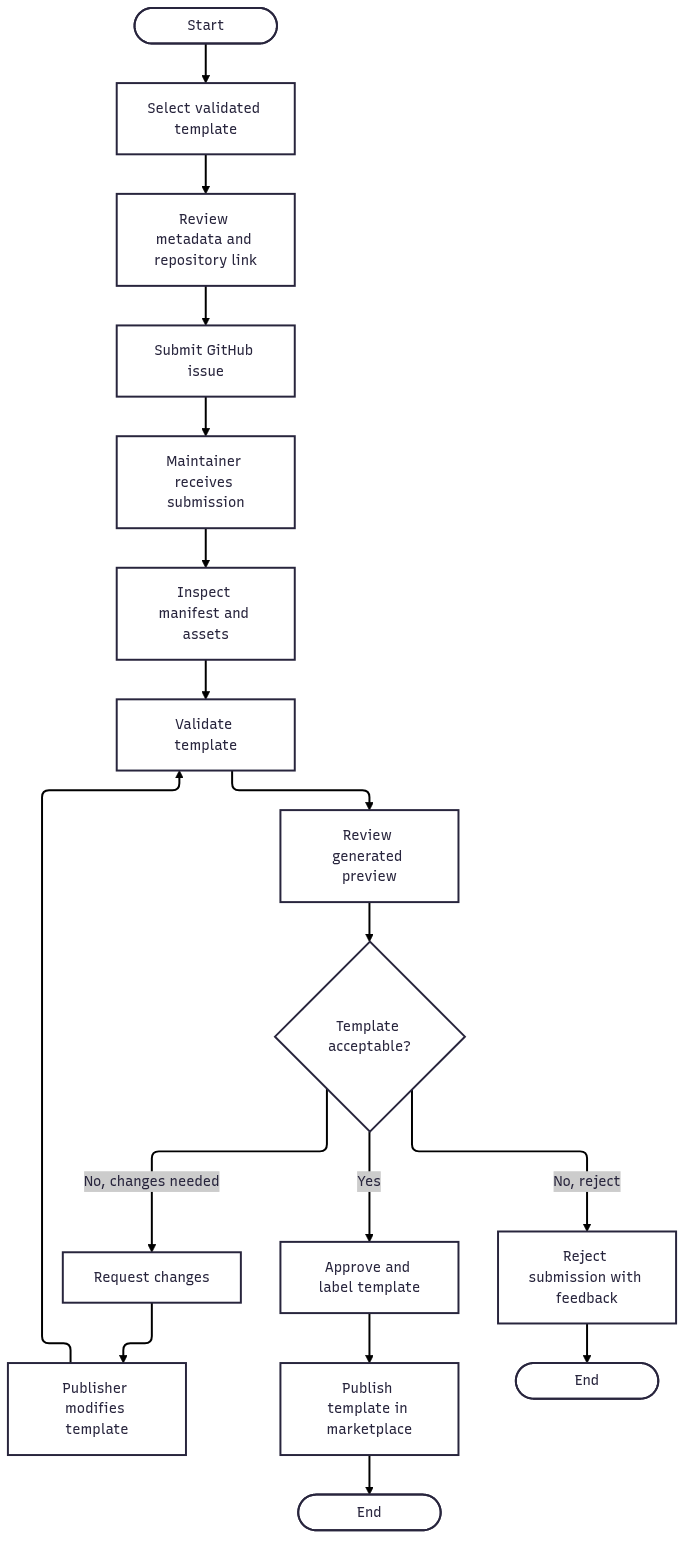 Start
Select validated
template
Review
metadata and
repository link
Submit GitHub
issue
Maintainer
receives
submission
Inspect
manifest and
assets
Validate
template
Review
generated
preview
Template
acceptable?
No, changes needed
Yes
No, reject
Request changes
Approve and
label template
Reject
submission with
feedback
Publisher
modifies
template
Publish
template in
marketplace
End
End